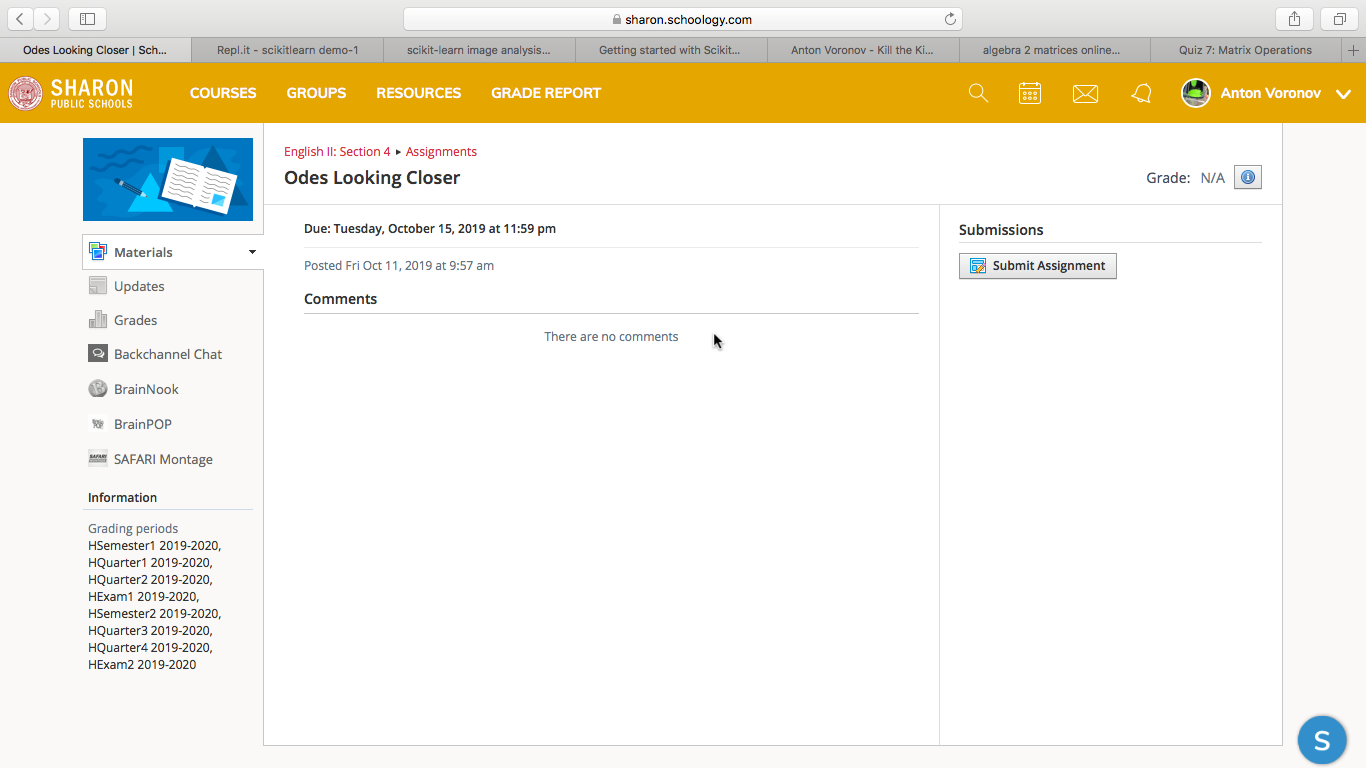 sharon.schoology.com
Odes Looking Closer | Sch...
Repl.it - scikitlearn demo-1
scikit-learn image analysis...
Getting started with Scikit...
Anton Voronov - Kill the Ki...
algebra 2 matrices online...
Quiz 7: Matrix Operations
SHARON
PUBLIC SCHOOLS
COURSES
GROUPS
RESOURCES
GRADE REPORT
Anton Voronov
English II: Section 4 ▸ Assignments
Odes Looking Closer
Grade: N/A
Due: Tuesday, October 15, 2019 at 11:59 pm
Posted Fri Oct 11, 2019 at 9:57 am
Comments
There are no comments
Submissions
Submit Assignment
Materials
Updates
Grades
Backchannel Chat
BrainNook
BrainPOP
SAFARI Montage
Information
Grading periods
HSemester1 2019-2020,
HQuarter1 2019-2020,
HQuarter2 2019-2020,
HExam1 2019-2020,
HSemester2 2019-2020,
HQuarter3 2019-2020,
HQuarter4 2019-2020,
HExam2 2019-2020
S